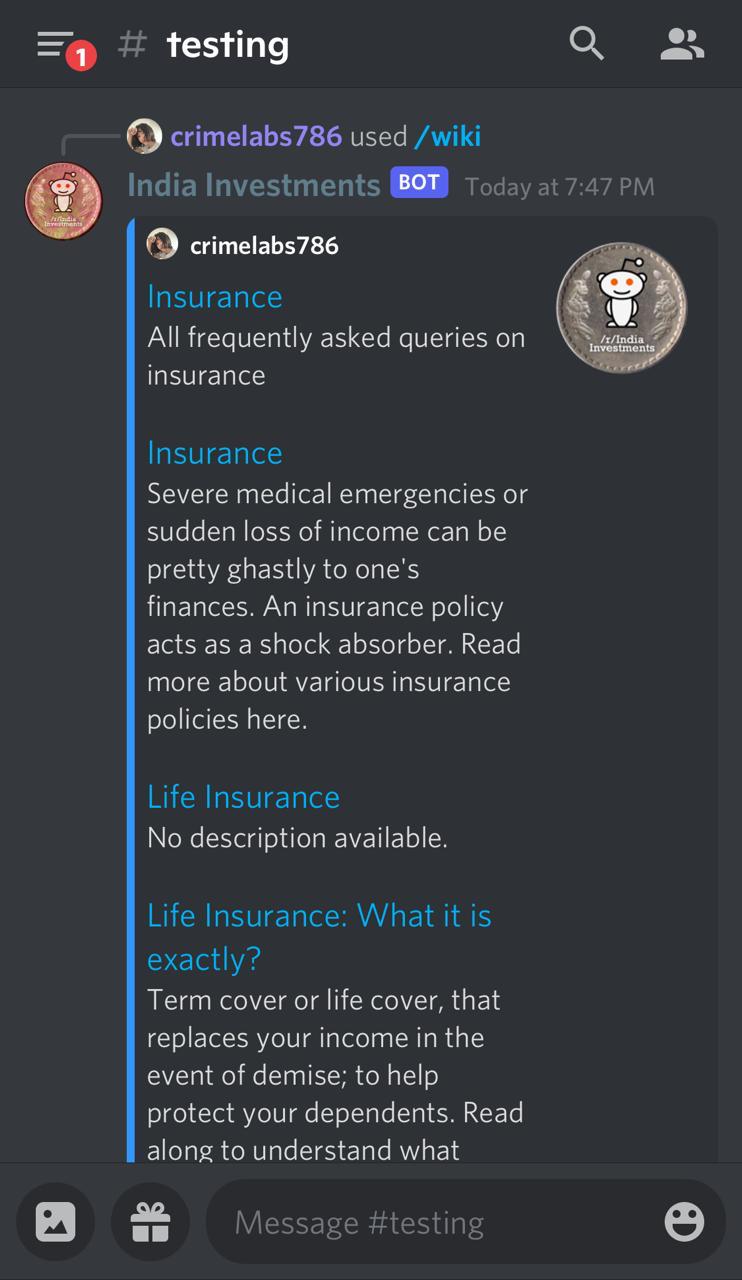 1
# testing
crimelabs786 used /wiki
India Investments BOT Today at 7:47 PM
/r/India
Investments
crimelabs786
/r/India
Investments
Insurance
All frequently asked queries on
insurance
Insurance
Severe medical emergencies or
sudden loss of income can be
pretty ghastly to one's
finances. An insurance policy
acts as a shock absorber. Read
more about various insurance
policies here.
Life Insurance
No description available.
Life Insurance: What it is
exactly?
Term cover or life cover, that
replaces your income in the
event of demise; to help
protect your dependents. Read
along to understand what
Message #testing